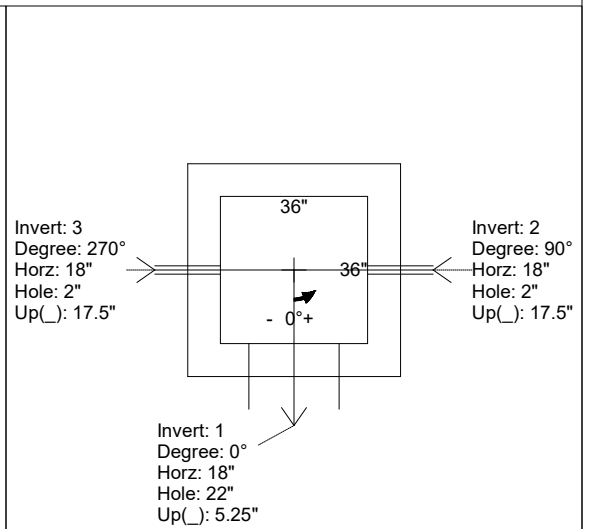 36"
Invert: 3
Degree: 270°
Horz: 18"
Hole: 2"
Up(_): 17.5"
36"
Invert: 2
Degree: 90°
Horz: 18"
Hole: 2"
Up(_): 17.5"
- 0°+
Invert: 1
Degree: 0°
Horz: 18"
Hole: 22"
Up(_): 5.25"